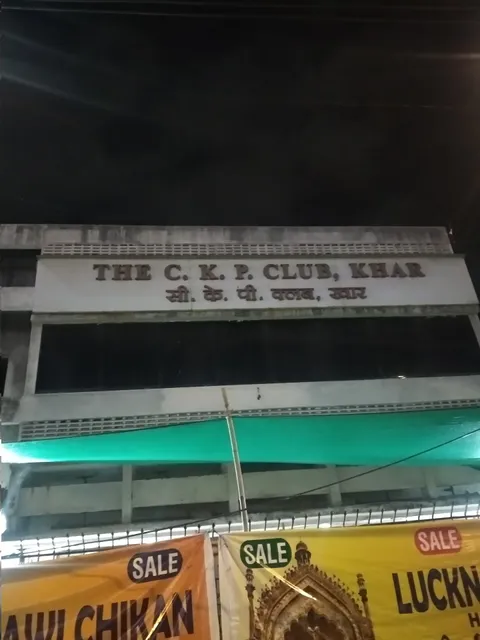 THE C. K. P. CLUB, KHAR
सी. के. पी. क्लब, खार
SALE
SALE
SALE
AWI CHIKAN
LUCKN
H